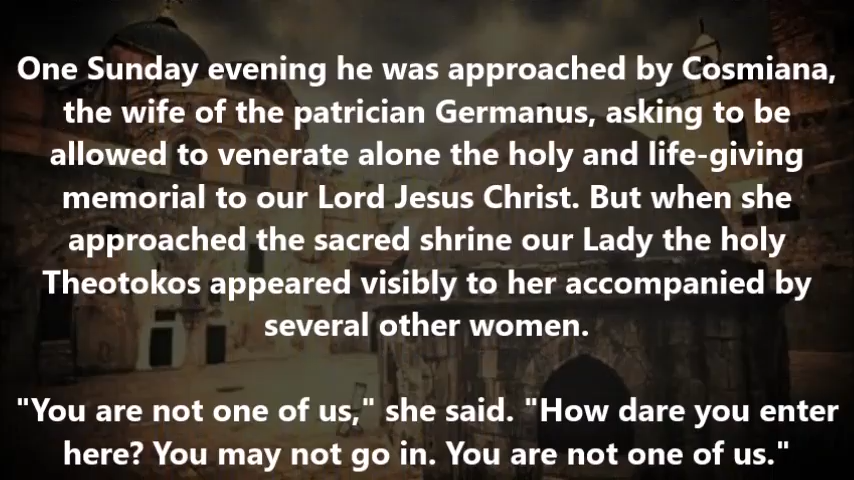 One Sunday evening he was approached by Cosmiana,
the wife of the patrician Germanus, asking to be
allowed to venerate alone the holy and life-giving
memorial to our Lord Jesus Christ. But when she
approached the sacred shrine our Lady the holy
Theotokos appeared visibly to her accompanied by
several other women.
"You are not one of us," she said. "How dare you enter
here? You may not go in. You are not one of us."